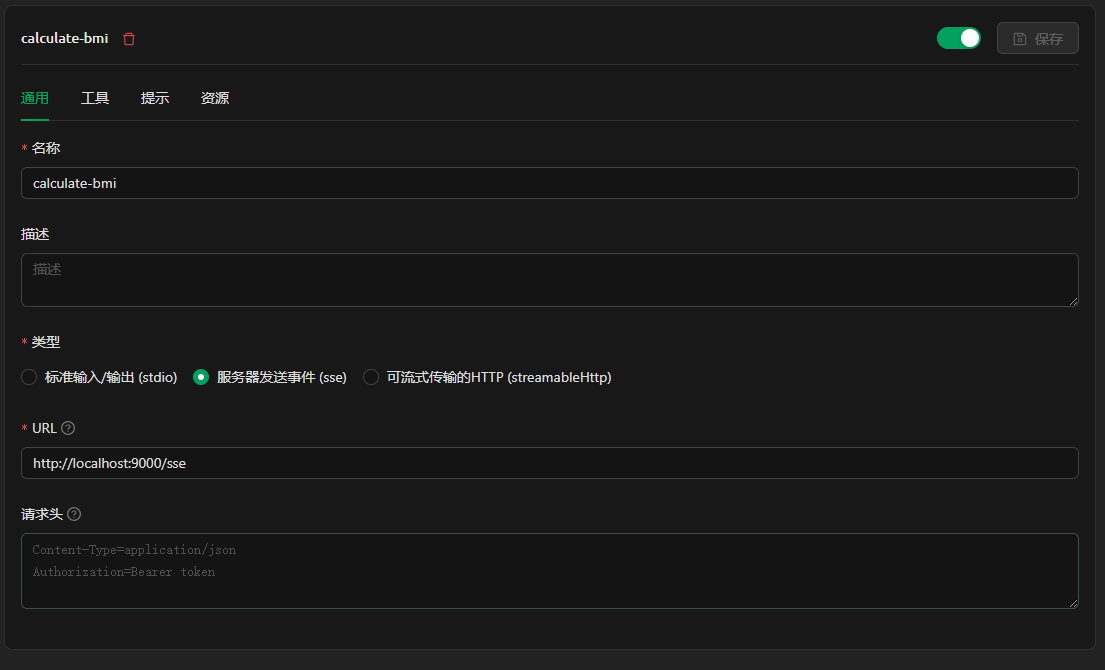 calculate-bmi
保存
通用 工具 提示 资源
* 名称
calculate-bmi
描述
描述
* 类型
标准输入/输出 (stdio) 服务器发送事件 (sse) 可流式传输的HTTP (streamableHttp)
* URL
http://localhost:9000/sse
请求头
Content-Type=application/json
Authorization=Bearer token